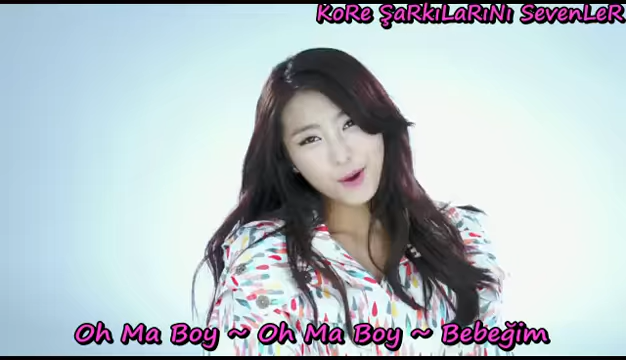 KoRe ŞaRkıLaRıNı SevenLeR
Oh Ma Boy ~ Oh Ma Boy ~ Bebeğim